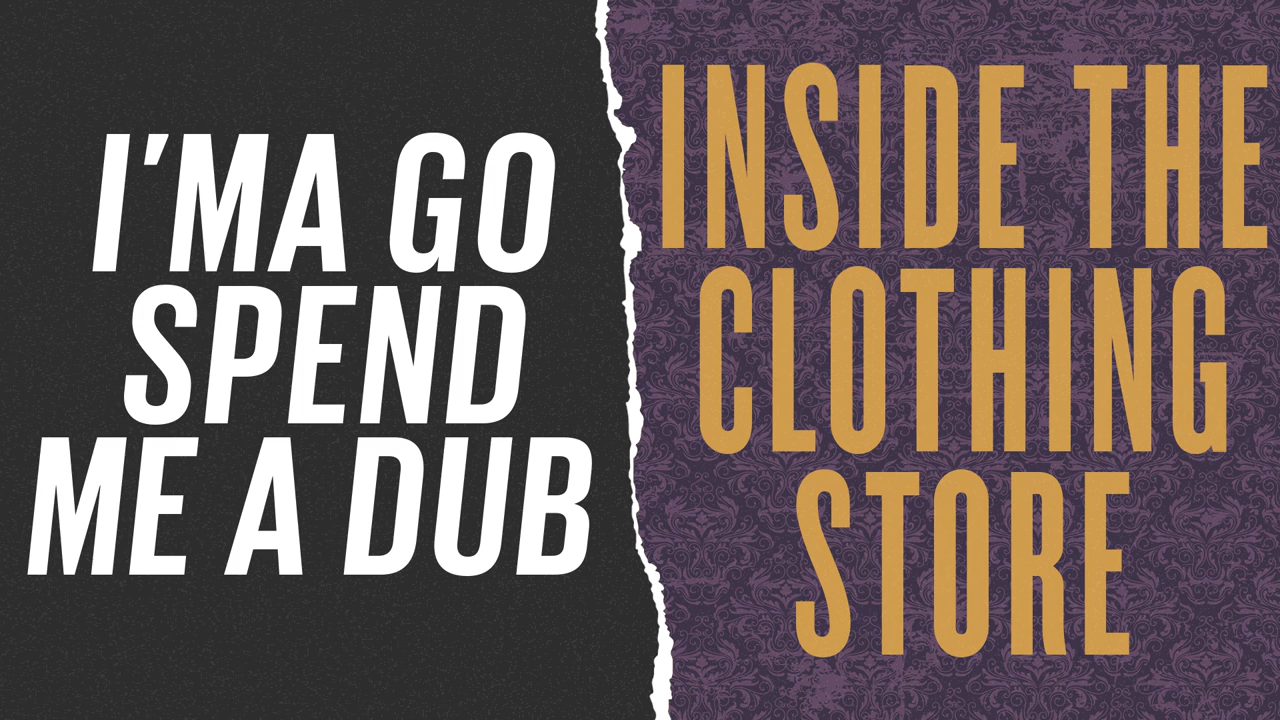 I'MA GO
SPEND
ME A DUB
INSIDE THE
CLOTHING
STORE